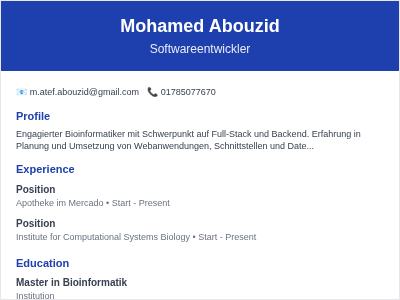 Mohamed Abouzid
Softwareentwickler
📧 m.atef.abouzid@gmail.com 📞 01785077670
Profile
Engagierter Bioinformatiker mit Schwerpunkt auf Full-Stack und Backend. Erfahrung in
Planung und Umsetzung von Webanwendungen, Schnittstellen und Date...
Experience
Position
Apotheke im Mercado • Start - Present
Position
Institute for Computational Systems Biology • Start - Present
Education
Master in Bioinformatik
Institution